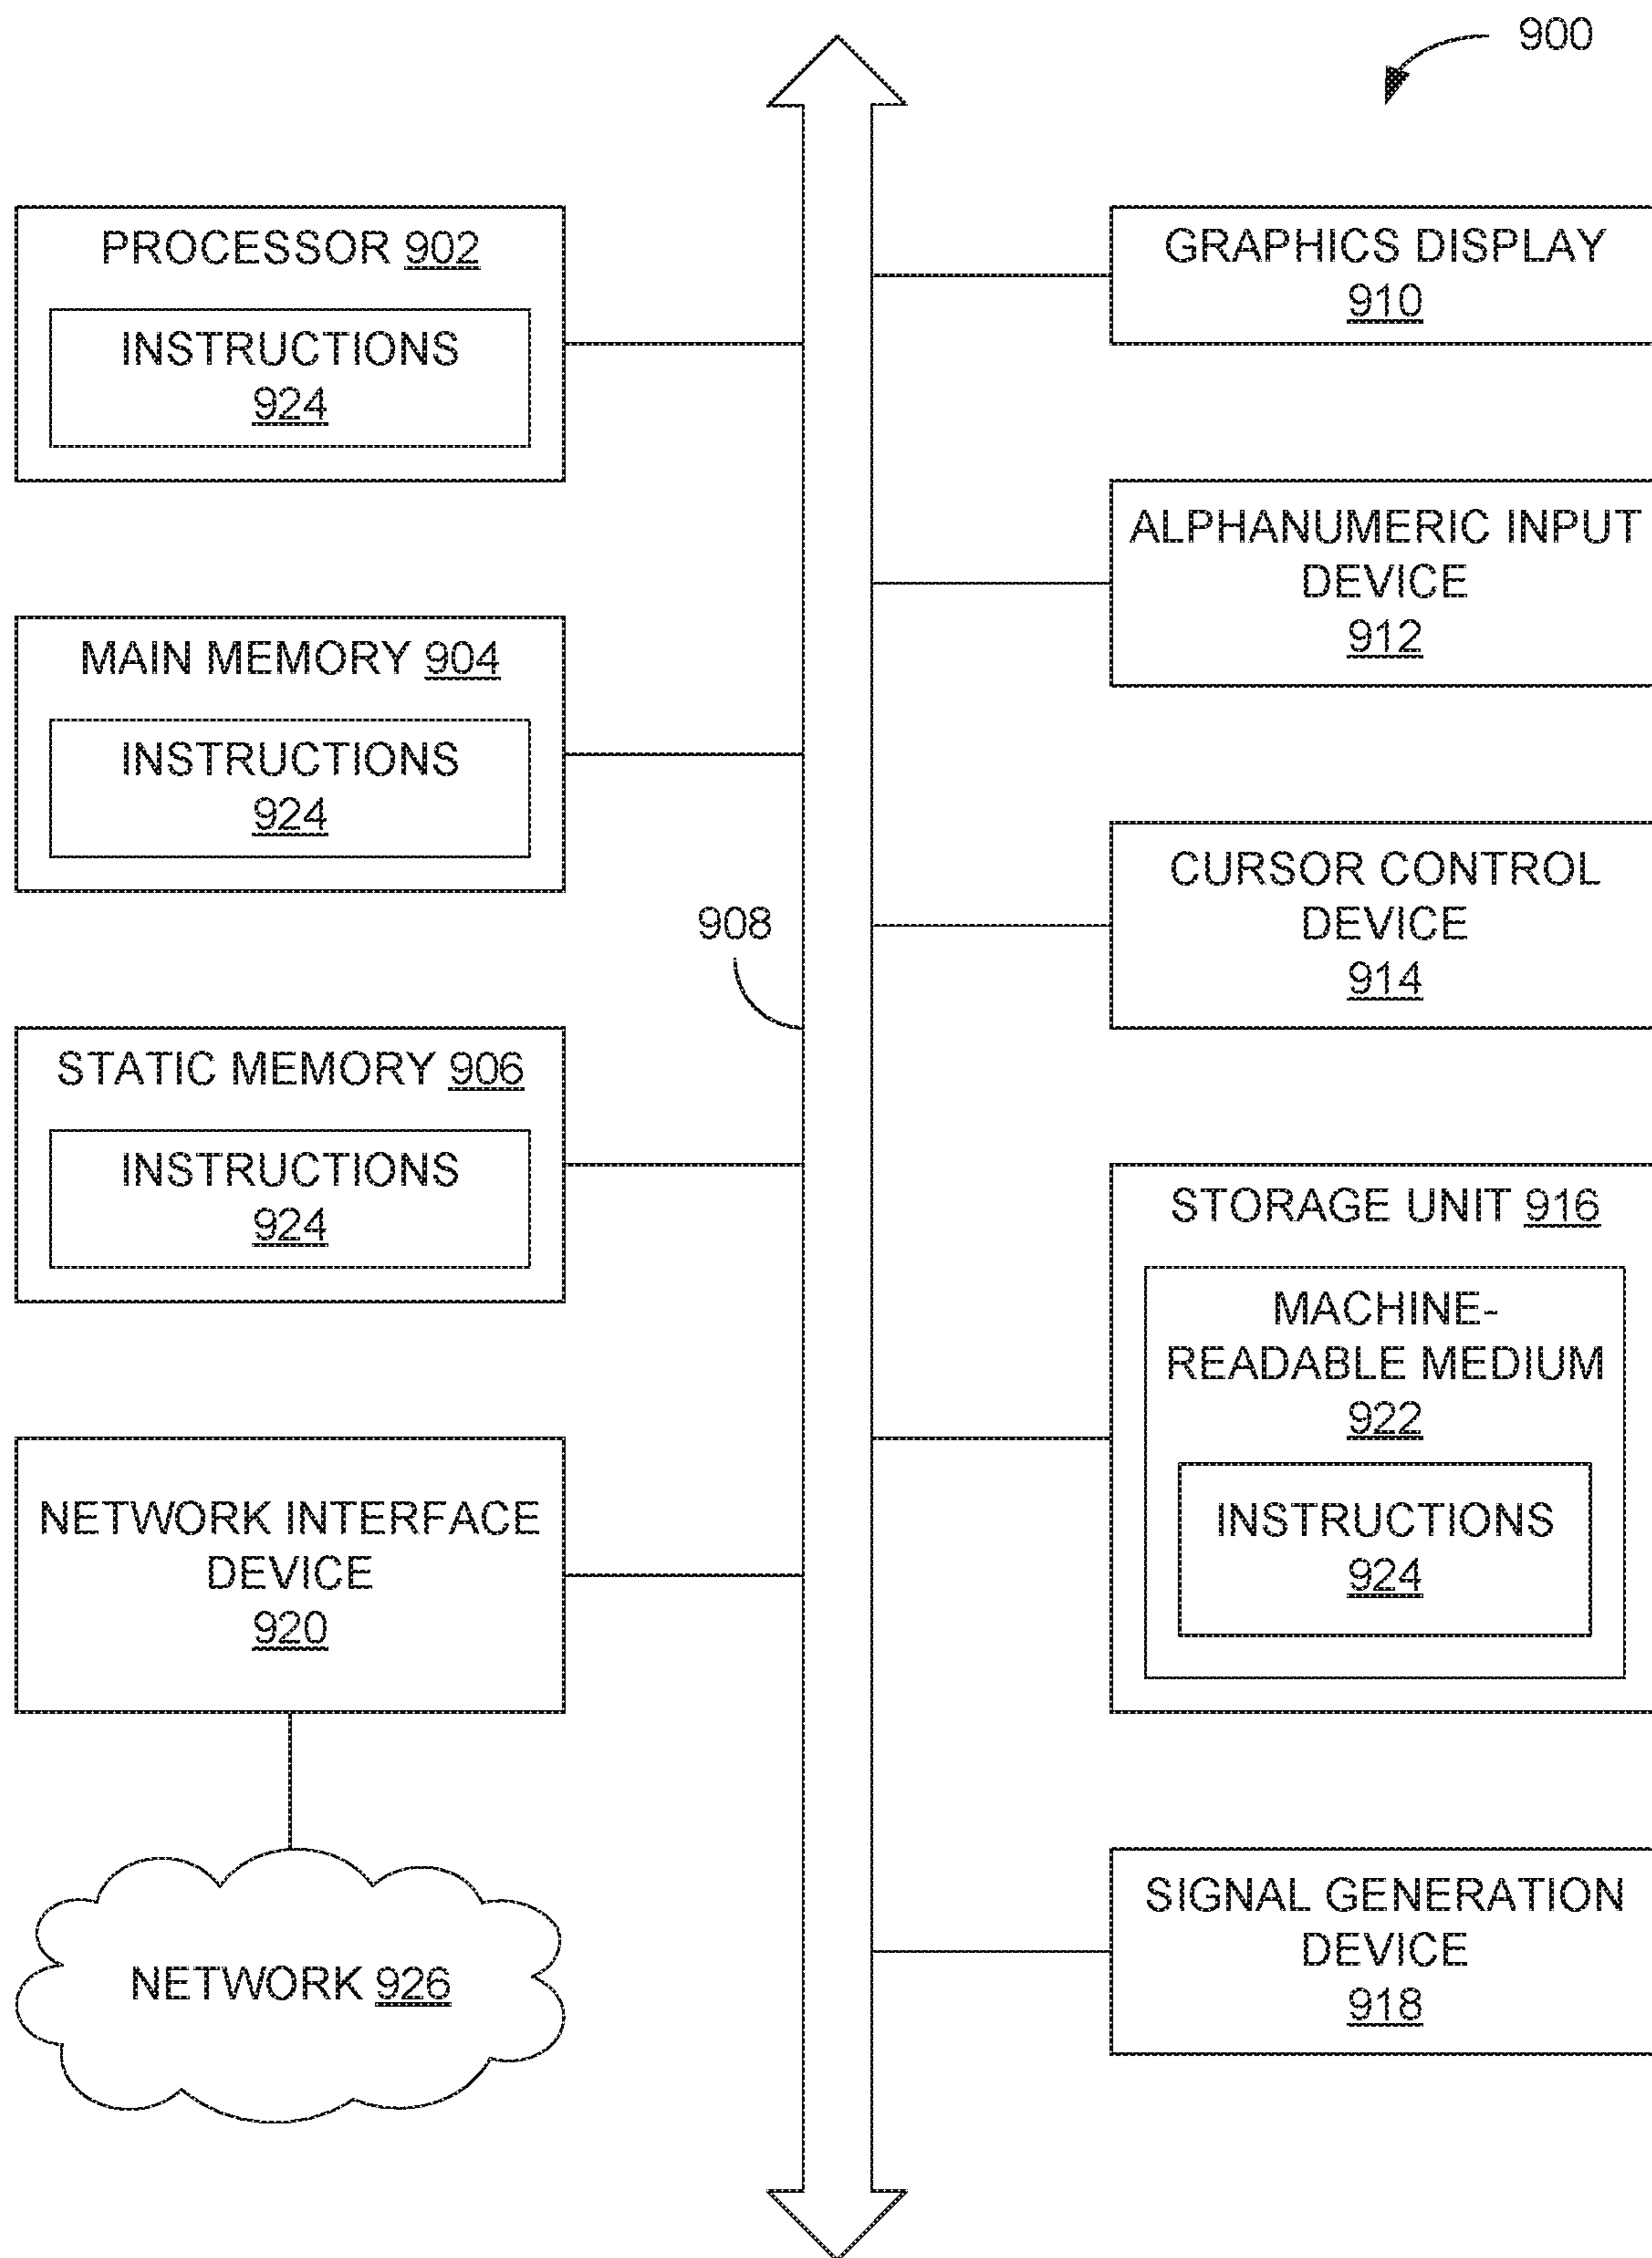 900
PROCESSOR 902
INSTRUCTIONS
924
MAIN MEMORY 904
INSTRUCTIONS
924
908
STATIC MEMORY 906
INSTRUCTIONS
924
NETWORK INTERFACE
DEVICE
920
NETWORK 926
GRAPHICS DISPLAY
910
ALPHANUMERIC INPUT
DEVICE
912
CURSOR CONTROL
DEVICE
914
STORAGE UNIT 916
MACHINE-
READABLE MEDIUM
922
INSTRUCTIONS
924
SIGNAL GENERATION
DEVICE
918